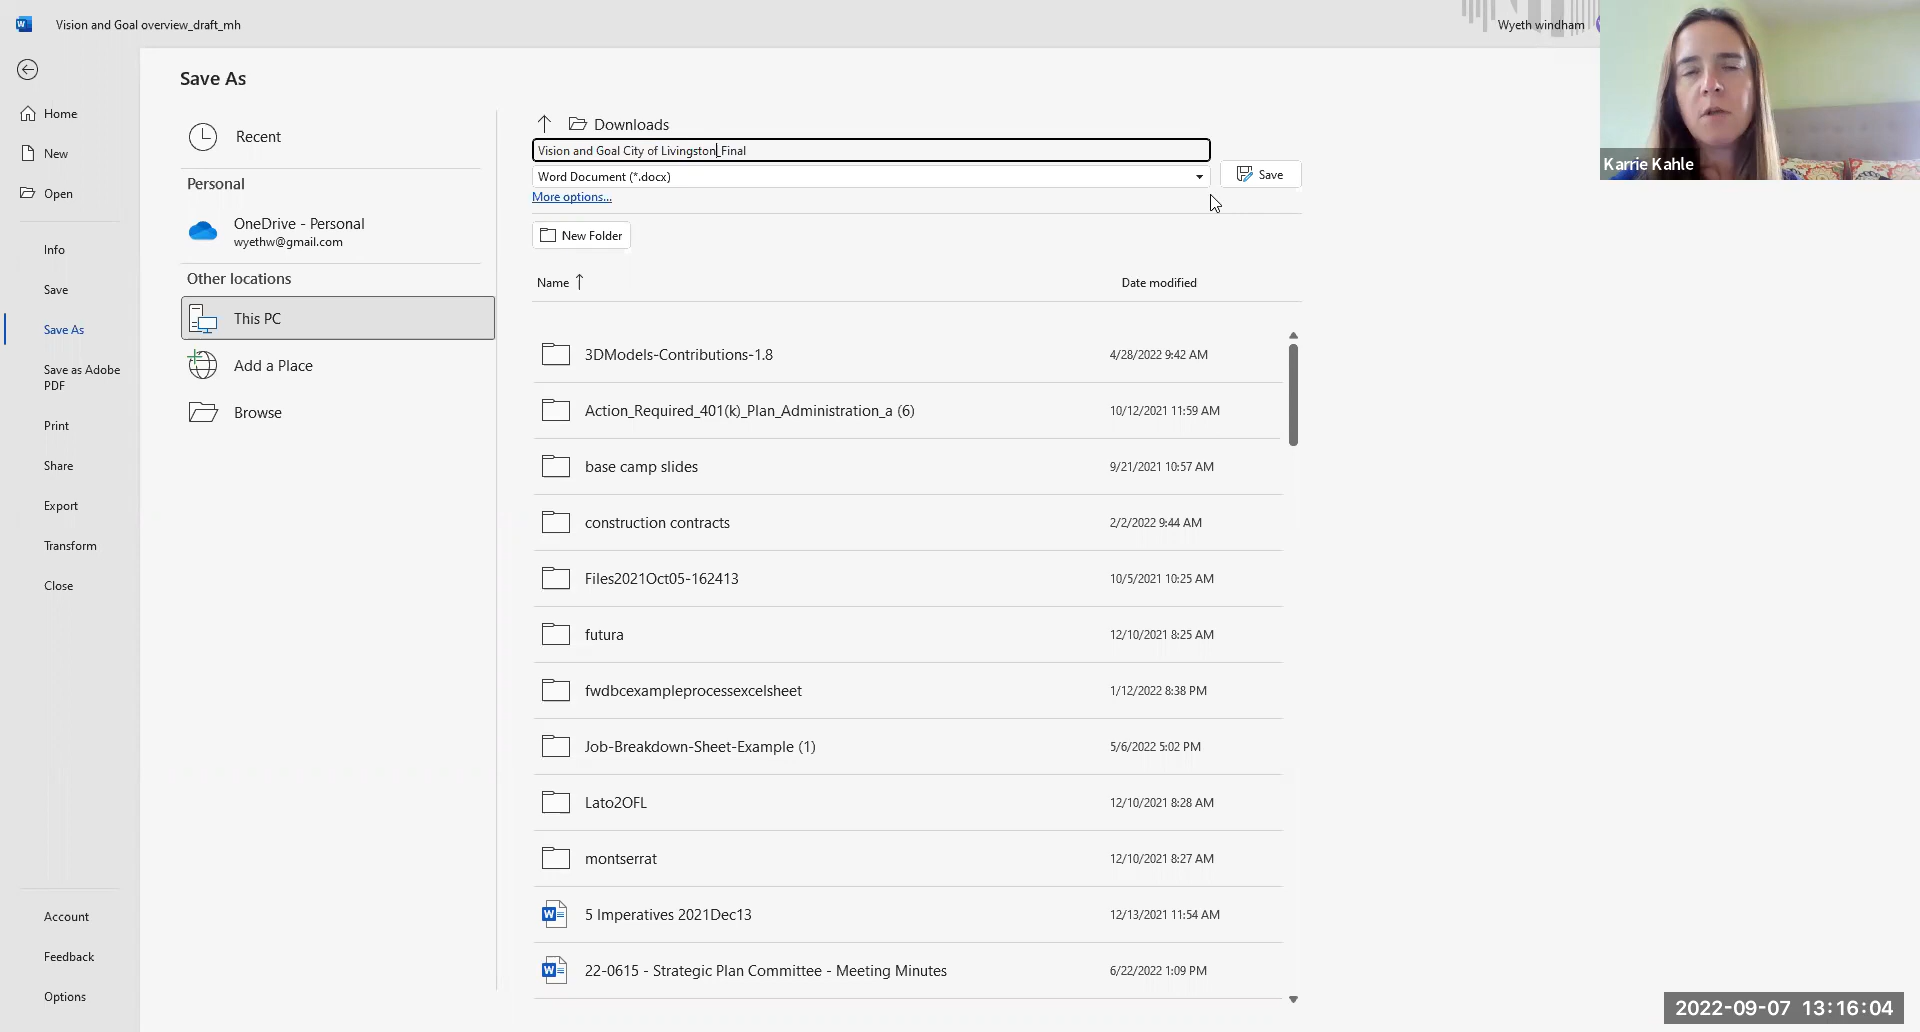 Vision and Goal overview_draft_mh
Wyeth windham
Save As
Home
New
Open
Info
Save
Save As
Save as Adobe
PDF
Print
Share
Export
Transform
Close
Account
Feedback
Options
Recent
Personal
OneDrive - Personal
wyethw@gmail.com
Other locations
This PC
Add a Place
Browse
Downloads
Vision and Goal City of Livingston_Final
Word Document (*.docx)
Save
More options...
New Folder
Name Date modified
3DModels-Contributions-1.8 4/28/2022 9:42 AM
Action_Required_401(k)_Plan_Administration_a (6) 10/12/2021 11:59 AM
base camp slides 9/21/2021 10:57 AM
construction contracts 2/2/2022 9:44 AM
Files2021Oct05-162413 10/5/2021 10:25 AM
futura 12/10/2021 8:25 AM
fwdbcexampleprocessexcelsheet 1/12/2022 8:38 PM
Job-Breakdown-Sheet-Example (1) 5/6/2022 5:02 PM
Lato2OFL 12/10/2021 8:28 AM
montserrat 12/10/2021 8:27 AM
5 Imperatives 2021Dec13 12/13/2021 11:54 AM
22-0615 - Strategic Plan Committee - Meeting Minutes 6/22/2022 1:09 PM
Karrie Kahle
2022-09-07 13:16:04